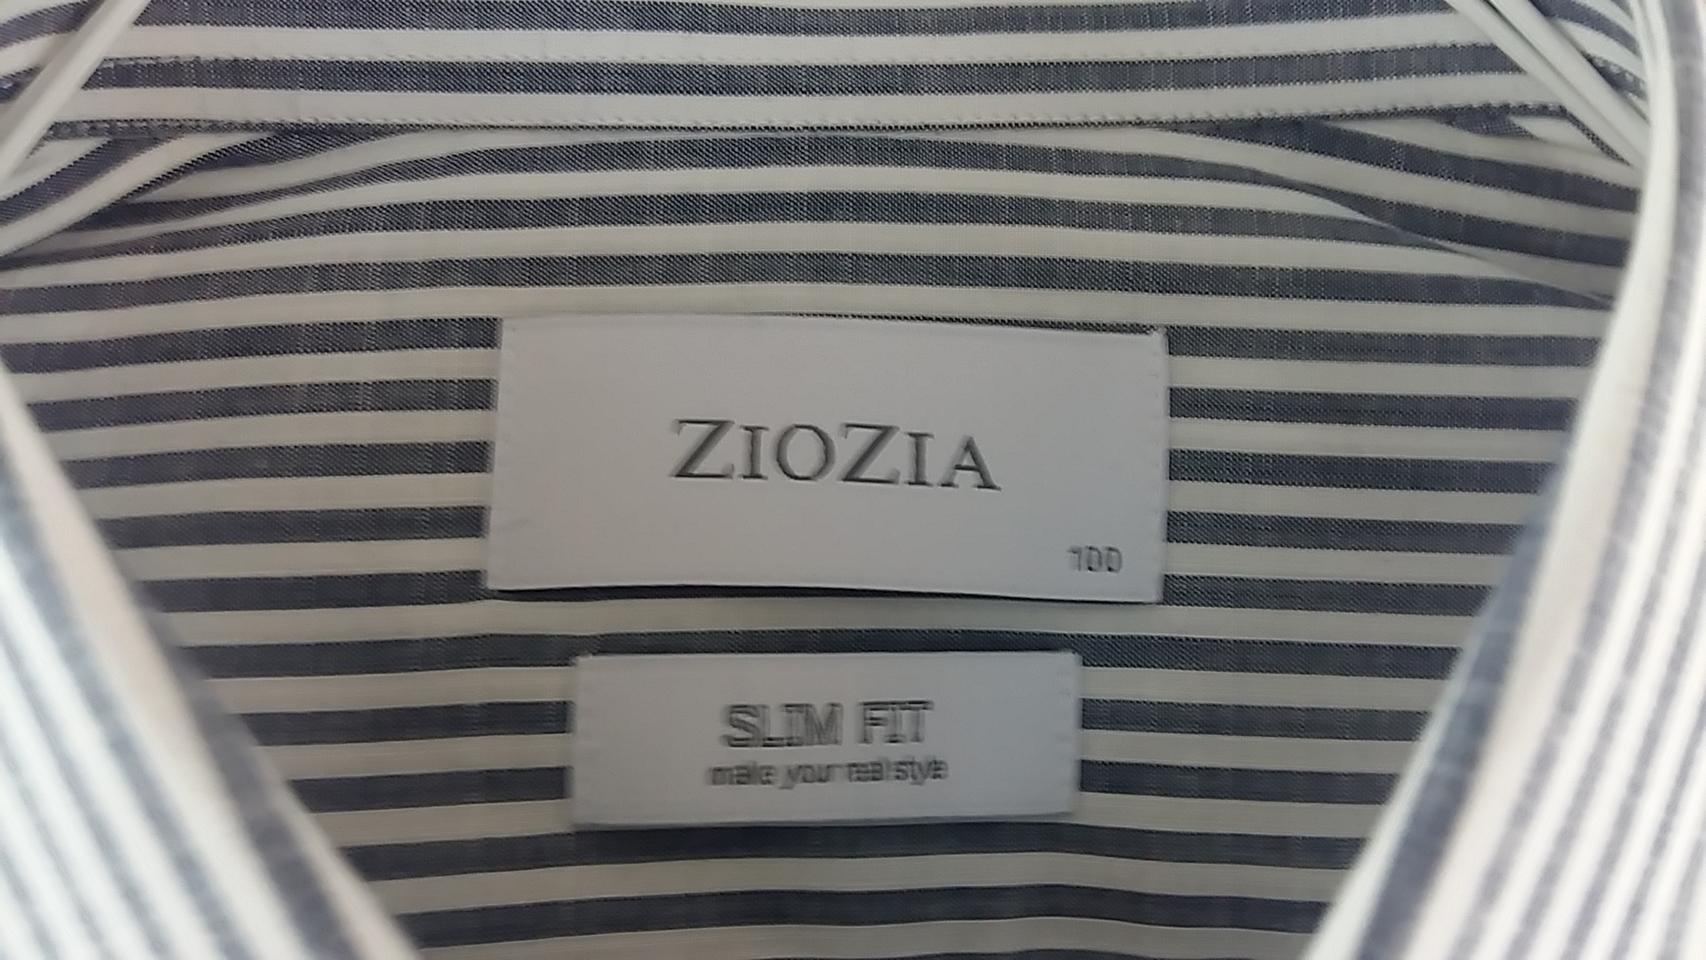 ZIOZIA
100
SLIM FIT
make your real style